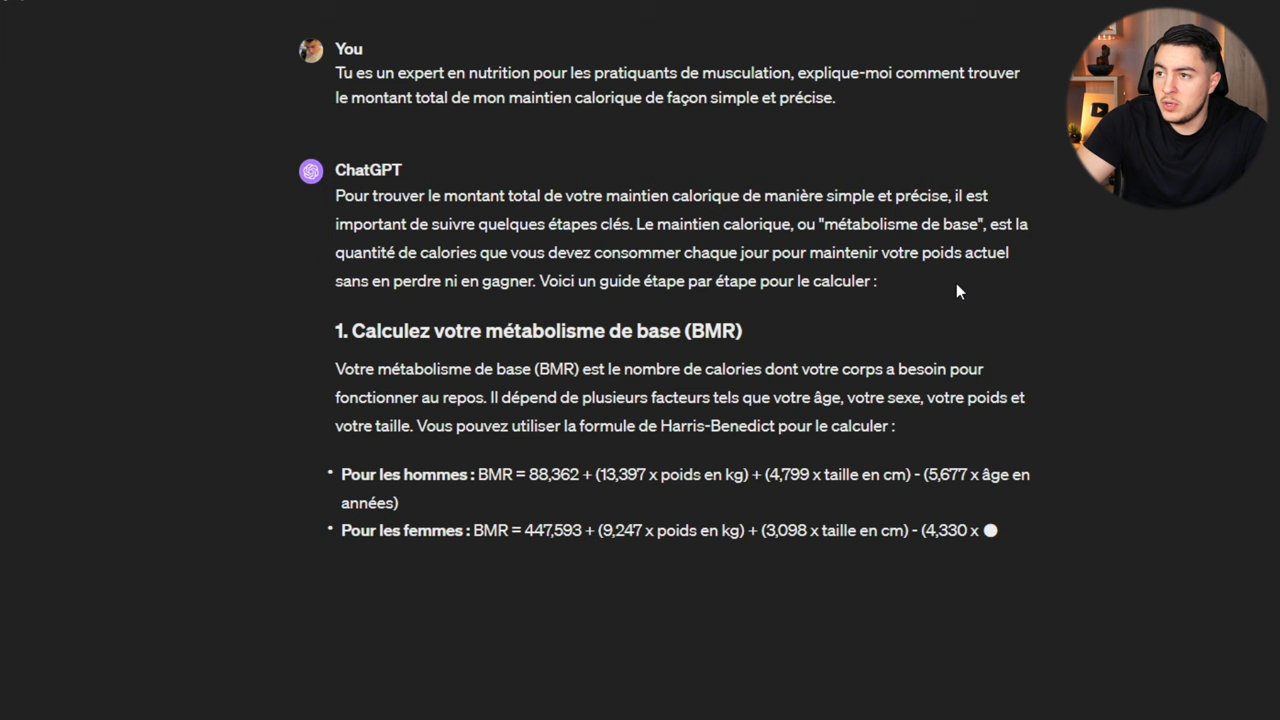 You
Tu es un expert en nutrition pour les pratiquants de musculation, explique-moi comment trouver
le montant total de mon maintien calorique de façon simple et précise.
ChatGPT
Pour trouver le montant total de votre maintien calorique de manière simple et précise, il est
important de suivre quelques étapes clés. Le maintien calorique, ou "métabolisme de base", est la
quantité de calories que vous devez consommer chaque jour pour maintenir votre poids actuel
sans en perdre ni en gagner. Voici un guide étape par étape pour le calculer :
1. Calculez votre métabolisme de base (BMR)
Votre métabolisme de base (BMR) est le nombre de calories dont votre corps a besoin pour
fonctionner au repos. Il dépend de plusieurs facteurs tels que votre âge, votre sexe, votre poids et
votre taille. Vous pouvez utiliser la formule de Harris-Benedict pour le calculer :
• Pour les hommes : BMR = 88,362 + (13,397 x poids en kg) + (4,799 x taille en cm) - (5,677 x âge en
années)
• Pour les femmes : BMR = 447,593 + (9,247 x poids en kg) + (3,098 x taille en cm) - (4,330 x